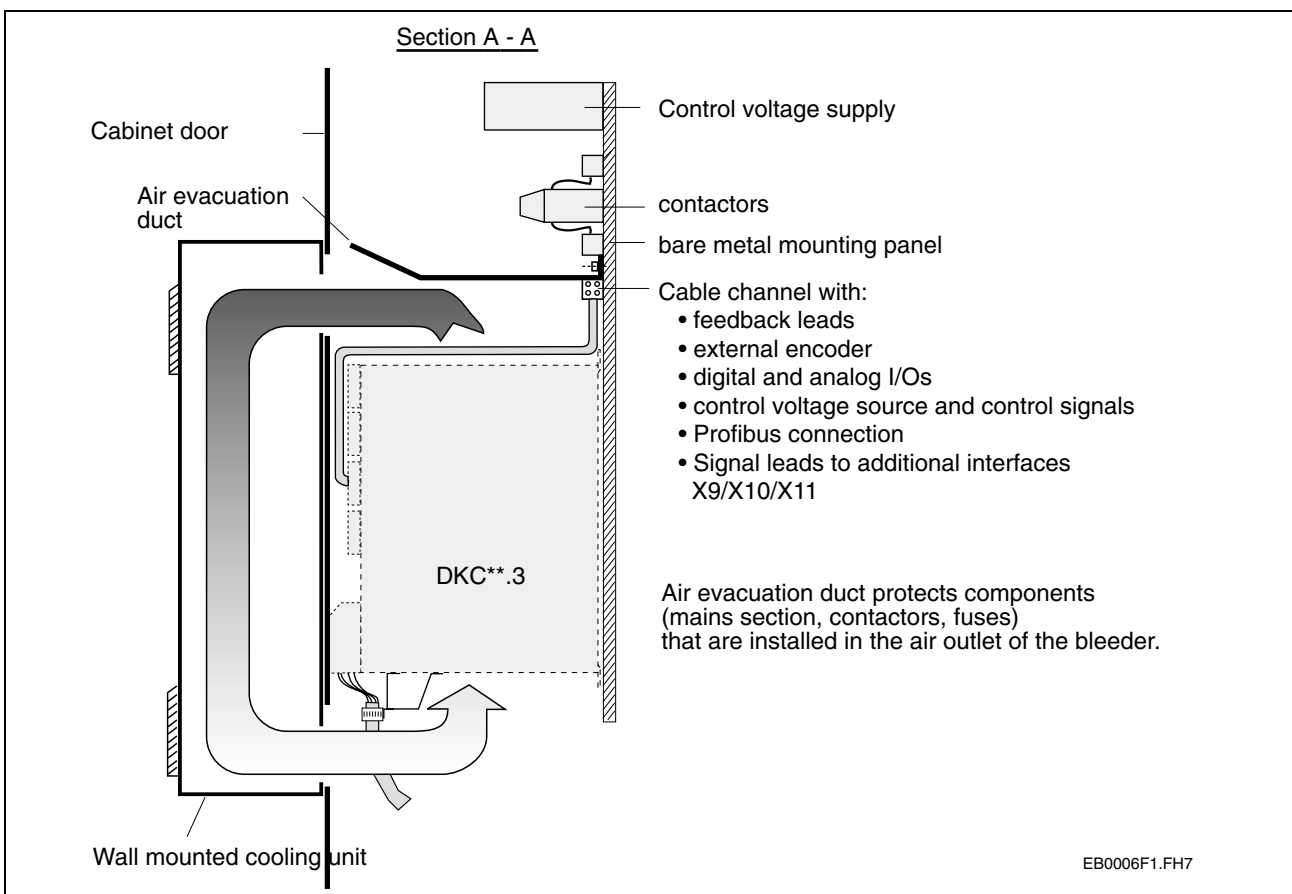 Section A - A
Control voltage supply
Cabinet door
Air evacuation
duct
contactors
bare metal mounting panel
Cable channel with:
• feedback leads
• external encoder
• digital and analog I/Os
• control voltage source and control signals
• Profibus connection
• Signal leads to additional interfaces
X9/X10/X11
DKC**.3
Air evacuation duct protects components
(mains section, contactors, fuses)
that are installed in the air outlet of the bleeder.
Wall mounted cooling unit
EB0006F1.FH7